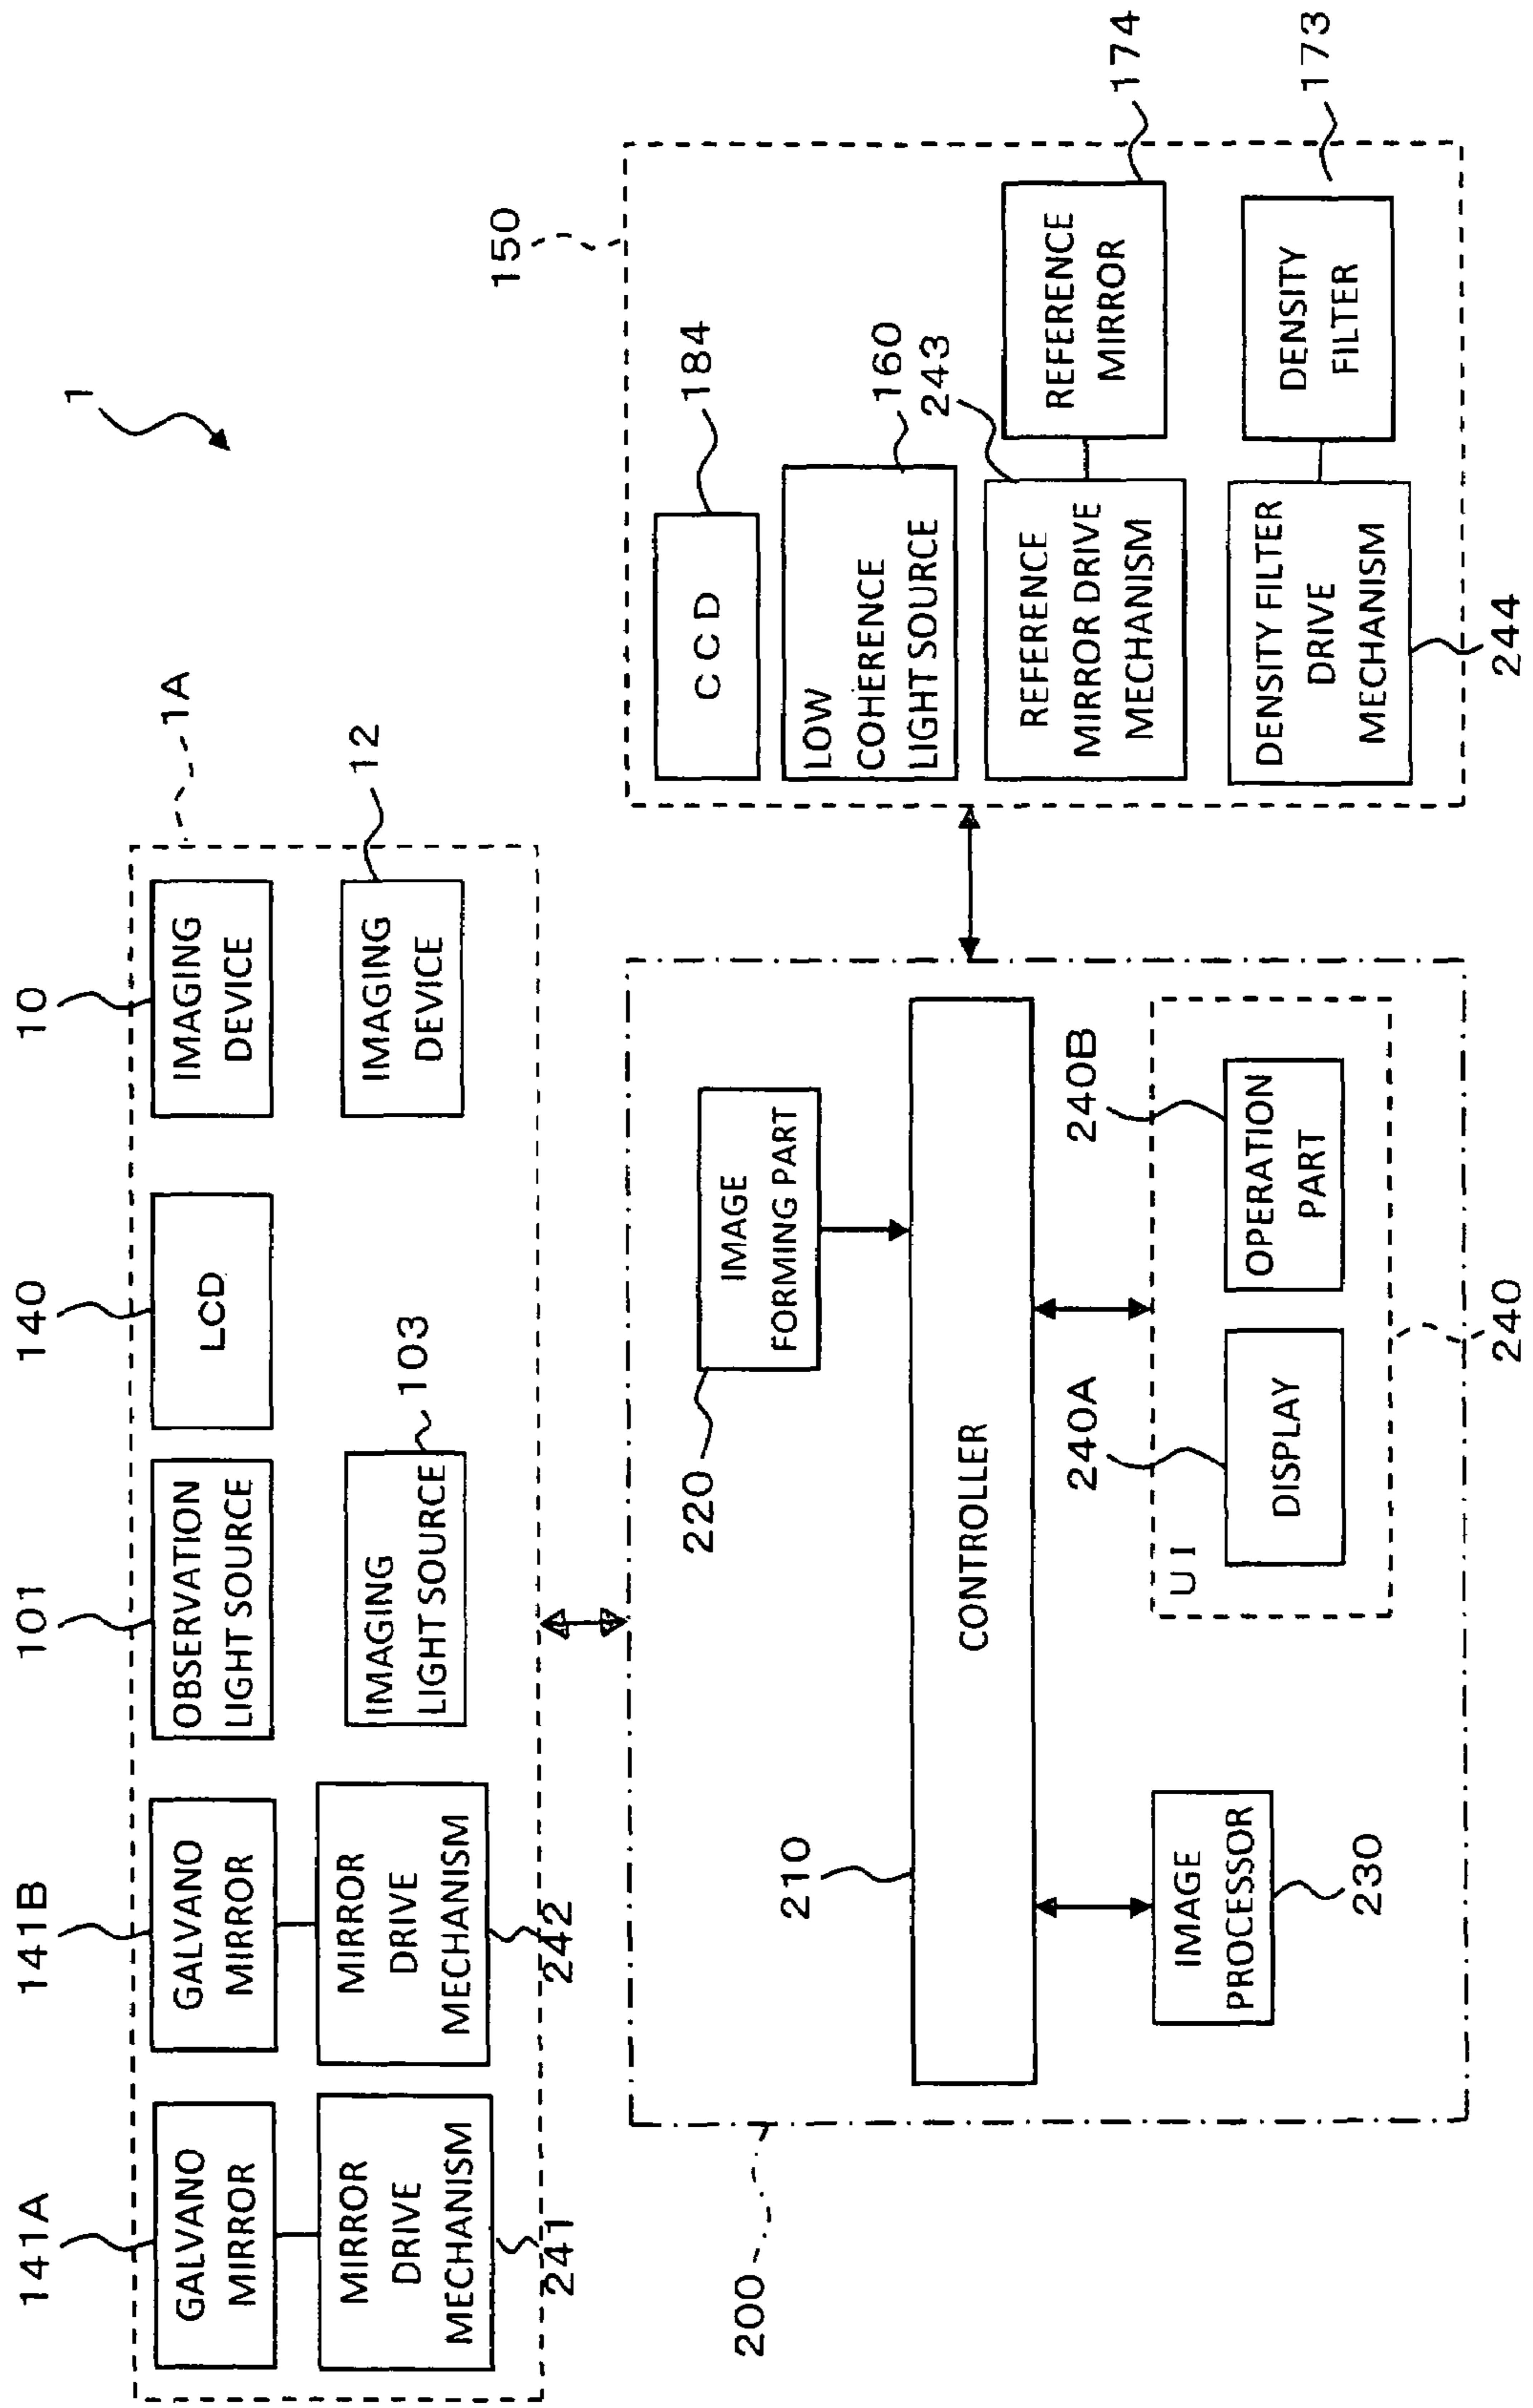 1
141A
141B
101
140
10
1A
GALVANO
MIRROR
GALVANO
MIRROR
OBSERVATION
LIGHT SOURCE
LCD
IMAGING
DEVICE
12
MIRROR
DRIVE
MECHANISM
MIRROR
DRIVE
MECHANISM
103
IMAGING
LIGHT SOURCE
IMAGING
DEVICE
241
242
150
184
CCD
220
IMAGE
FORMING PART
LOW
COHERENCE
LIGHT SOURCE
160
200
210
CONTROLLER
243
REFERENCE
MIRROR DRIVE
MECHANISM
REFERENCE
MIRROR
174
240A
240B
IMAGE
PROCESSOR
230
UI
DISPLAY
OPERATION
PART
240
DENSITY FILTER
DRIVE
MECHANISM
DENSITY
FILTER
173
244